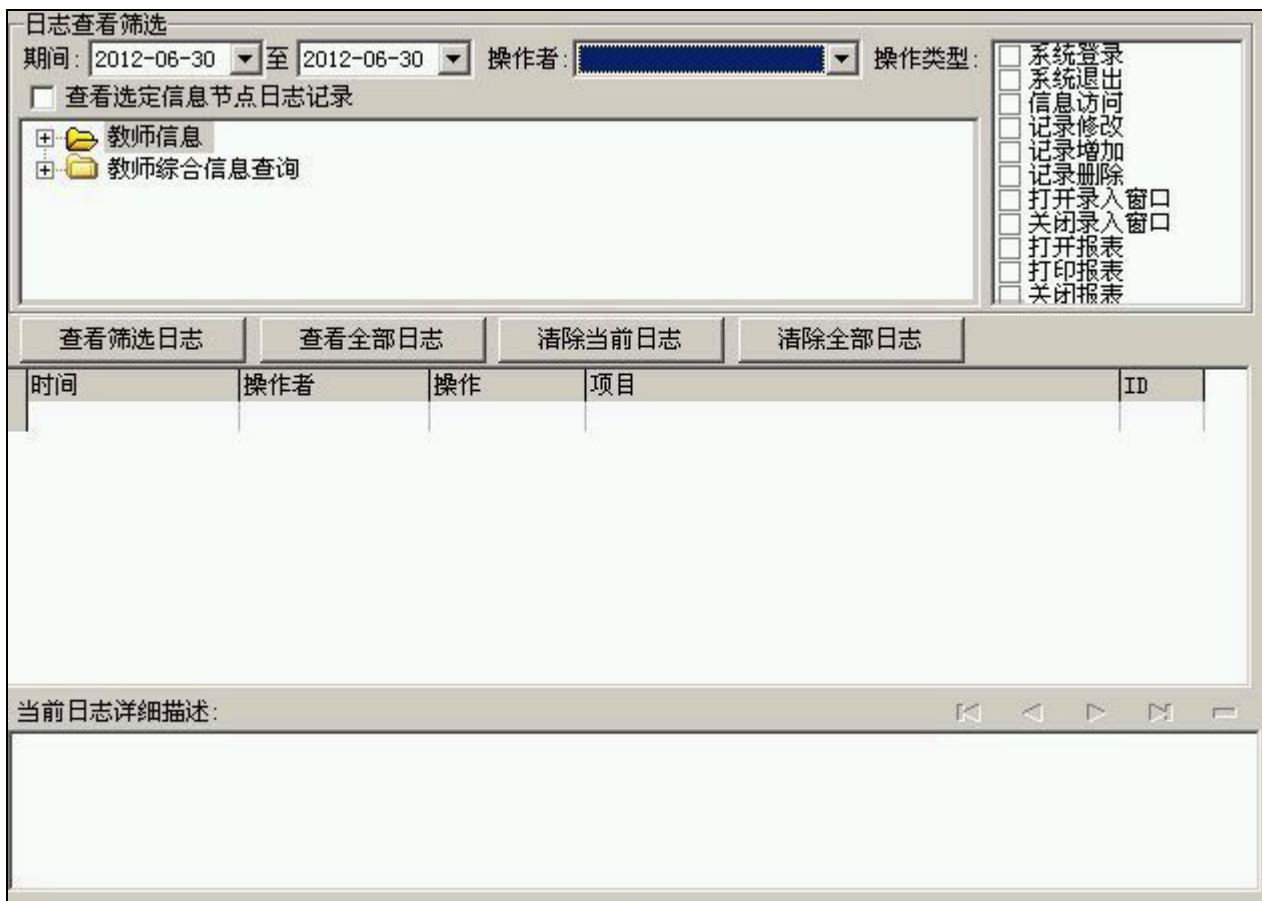 日志查看筛选
期间: 2012-06-30 至 2012-06-30 操作者: 操作类型:
系统登录
系统退出
信息访问
记录修改
记录增加
记录删除
打开录入窗口
关闭录入窗口
打开报表
打印报表
关闭报表
查看选定信息节点日志记录
教师信息
教师综合信息查询
查看筛选日志 查看全部日志 清除当前日志 清除全部日志
时间 操作者 操作 项目 ID
当前日志详细描述: